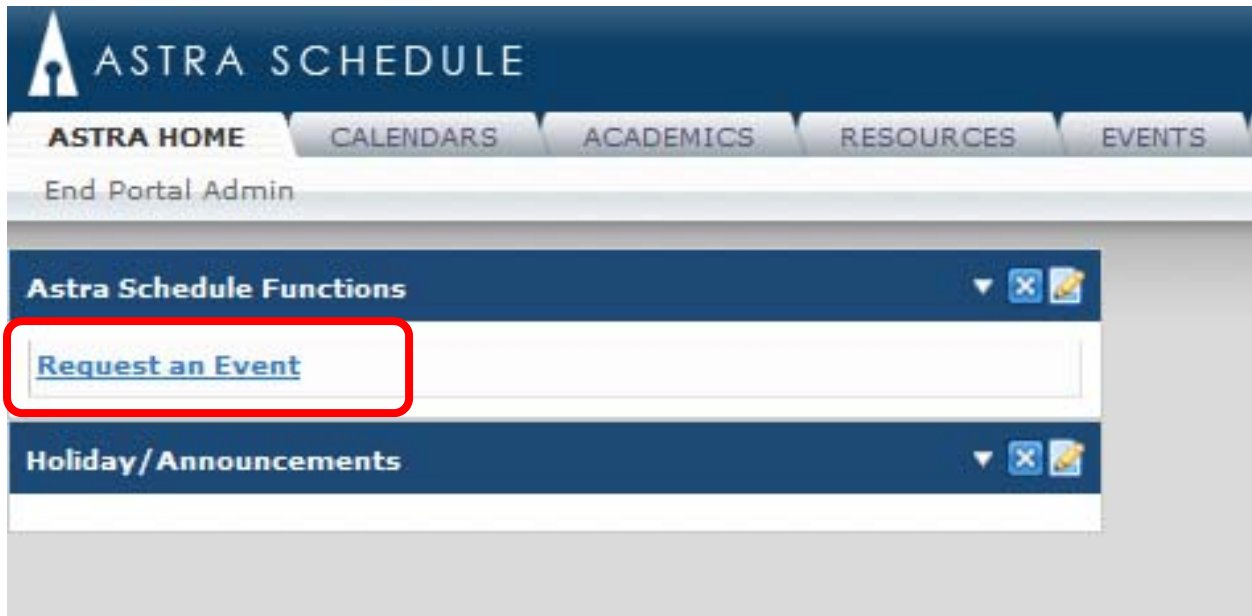 ASTRA SCHEDULE
ASTRA HOME CALENDARS ACADEMICS RESOURCES EVENTS
End Portal Admin
Astra Schedule Functions
Request an Event
Holiday/Announcements